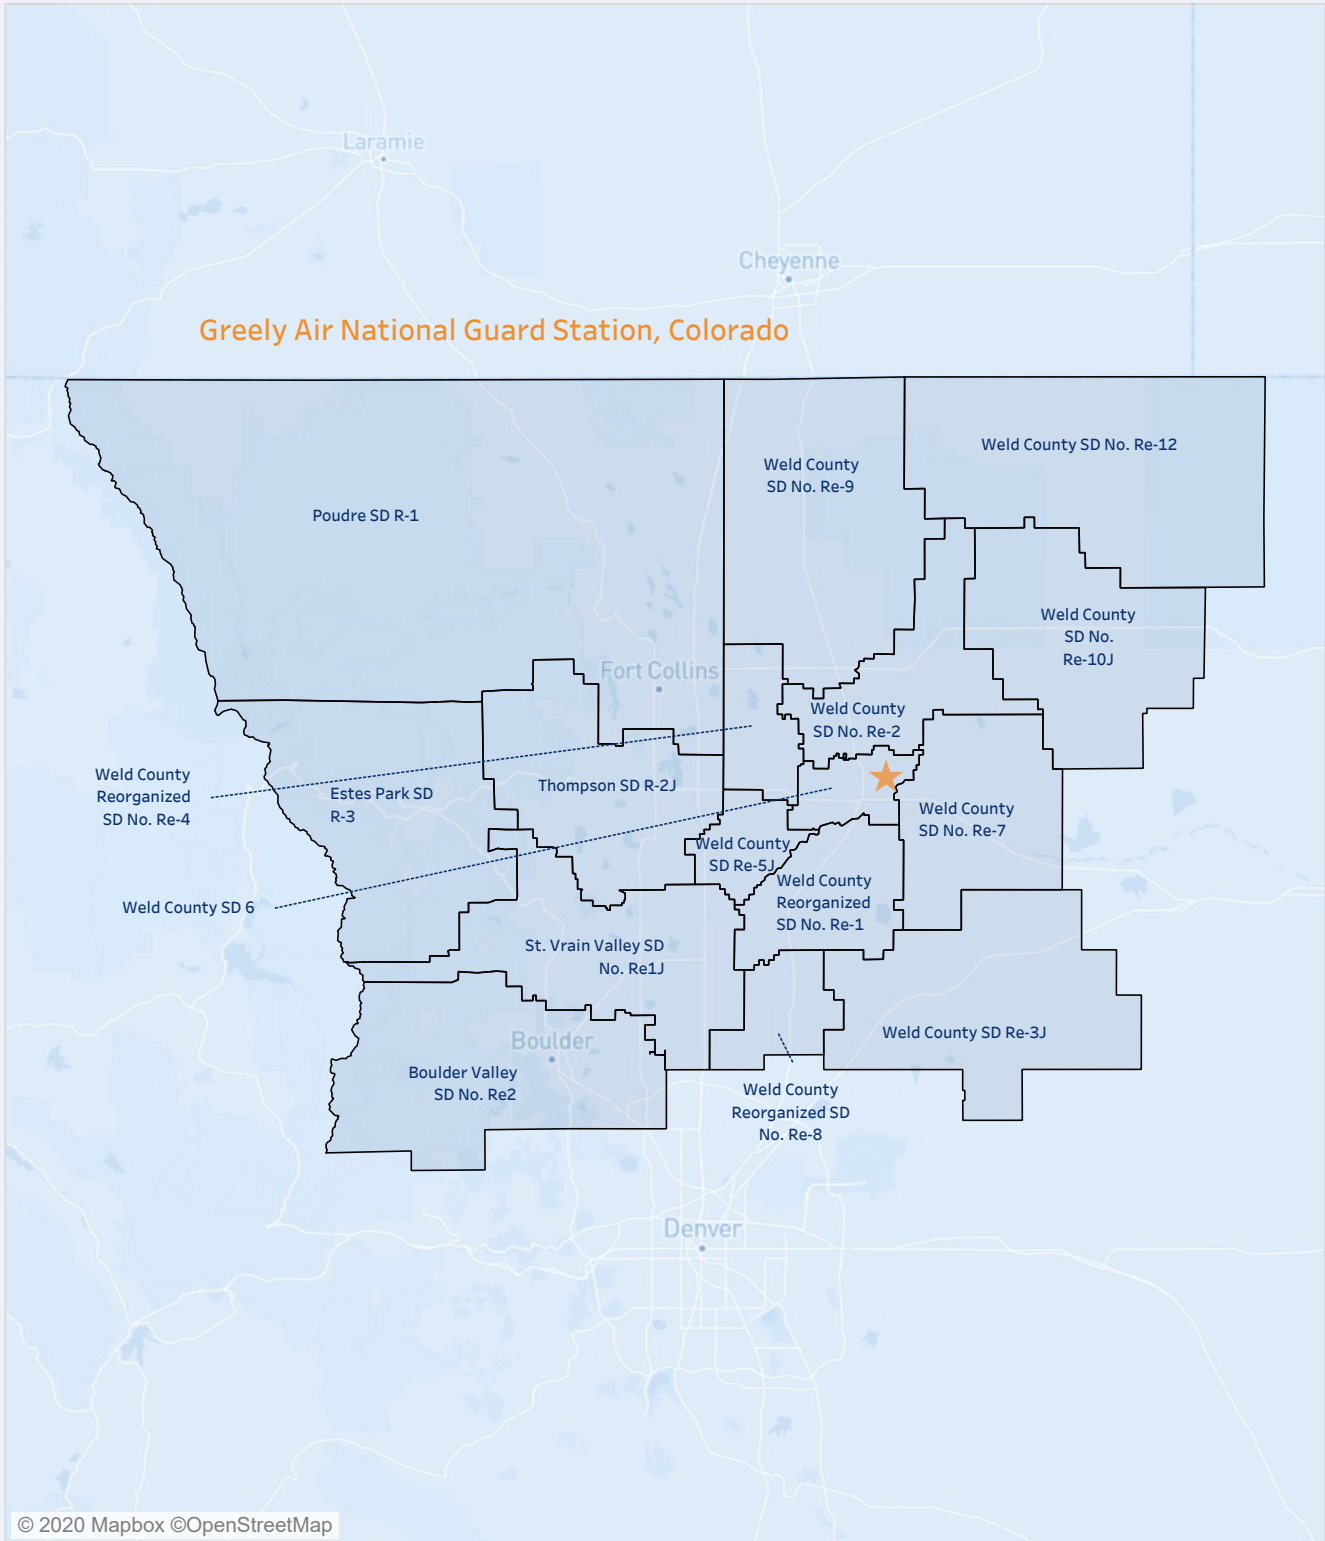 Laramie
Cheyenne
Greely Air National Guard Station, Colorado
Weld County SD No. Re-12
Weld County
SD No. Re-9
Poudre SD R-1
Weld County
SD No.
Re-10J
Fort Collins
Weld County
SD No. Re-2
Weld County
Reorganized
SD No. Re-4
Thompson SD R-2J
Estes Park SD
R-3
Weld County
SD No. Re-7
Weld County
SD Re-5J
Weld County
Reorganized
SD No. Re-1
Weld County SD 6
St. Vrain Valley SD
No. Re1J
Weld County SD Re-3J
Boulder
Boulder Valley
SD No. Re2
Weld County
Reorganized SD
No. Re-8
Denver
© 2020 Mapbox ©OpenStreetMap